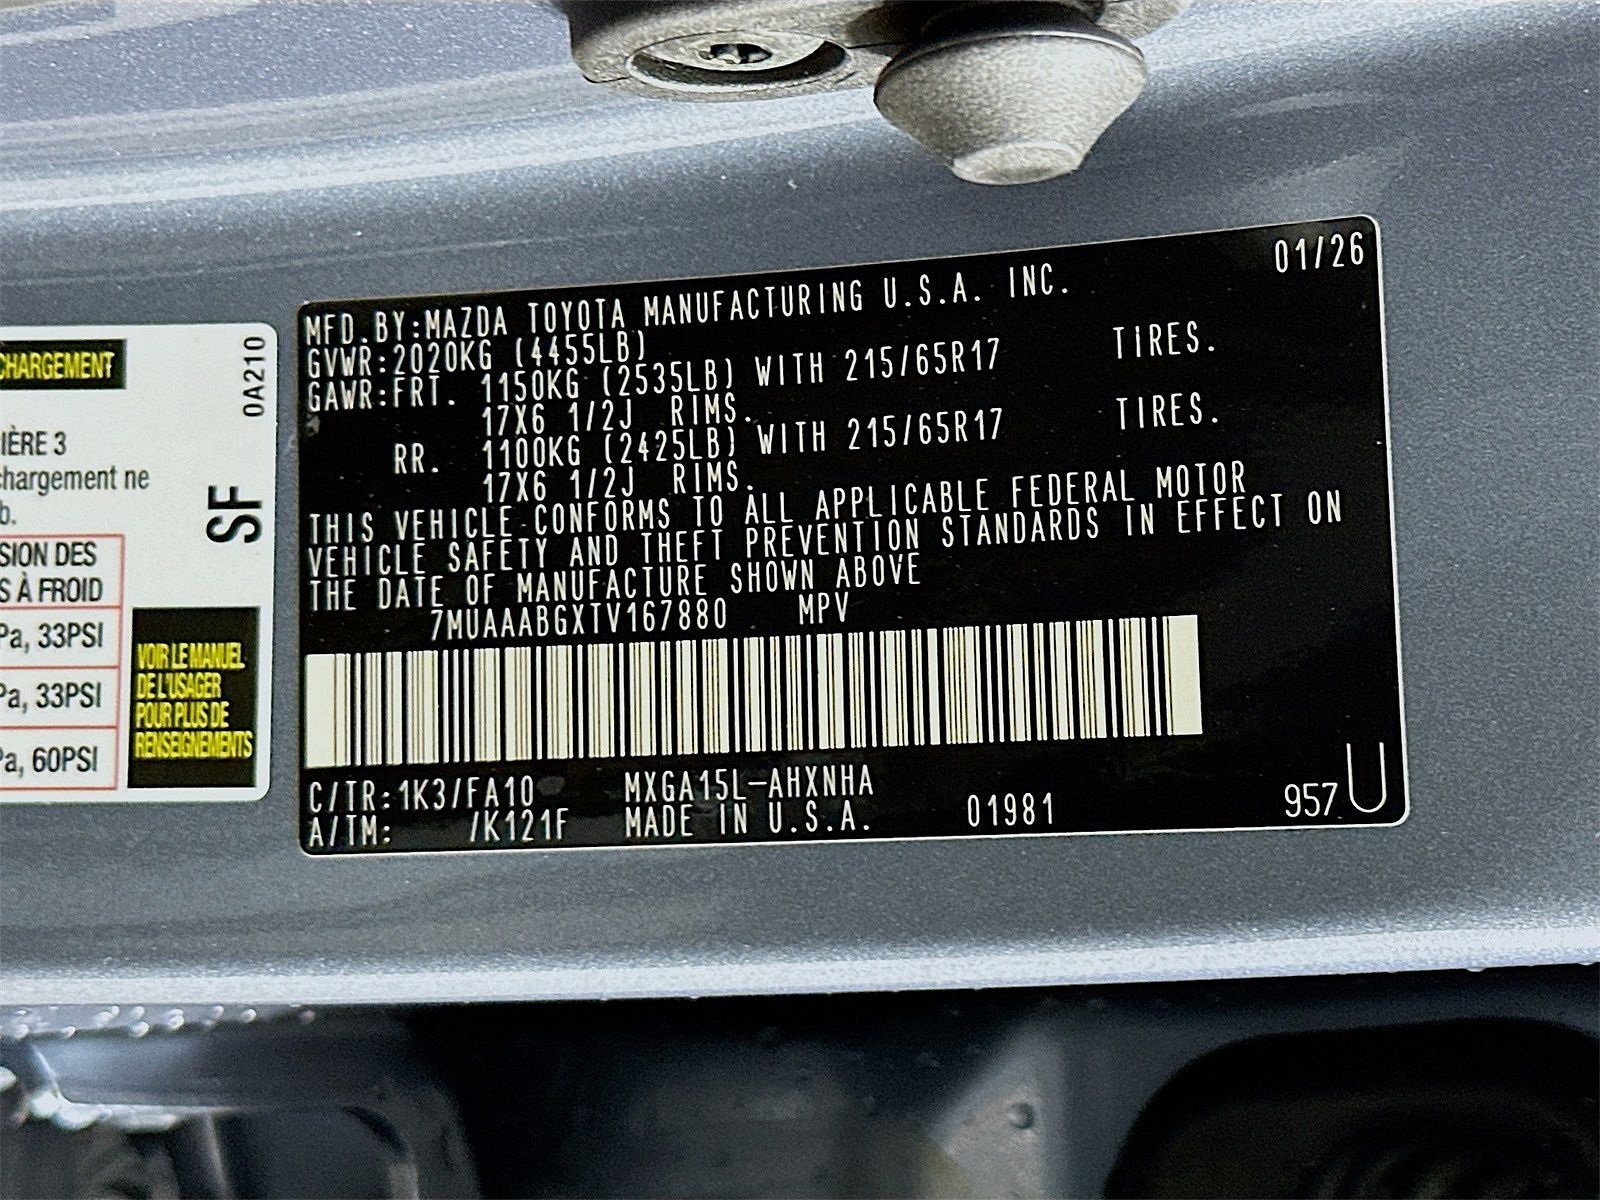 CHARGEMENT
0A210
IÈRE 3
chargement ne
b.
SF
SION DES
S À FROID
Pa, 33PSI
Pa, 33PSI
Pa, 60PSI
VOIR LE MANUEL
DE L'USAGER
POUR PLUS DE
RENSEIGNEMENTS
01/26
MFD.BY:MAZDA TOYOTA MANUFACTURING U.S.A. INC.
GVWR:2020KG (4455LB)
GAWR:FRT. 1150KG (2535LB) WITH 215/65R17 TIRES.
17X6 1/2J RIMS.
RR. 1100KG (2425LB) WITH 215/65R17 TIRES.
17X6 1/2J RIMS.
THIS VEHICLE CONFORMS TO ALL APPLICABLE FEDERAL MOTOR
VEHICLE SAFETY AND THEFT PREVENTION STANDARDS IN EFFECT ON
THE DATE OF MANUFACTURE SHOWN ABOVE
7MUAAABGXTV167880 MPV
C/TR:1K3/FA10 MXGA15L-AHXNHA
A/TM: /K121F MADE IN U.S.A. 01981 957 U